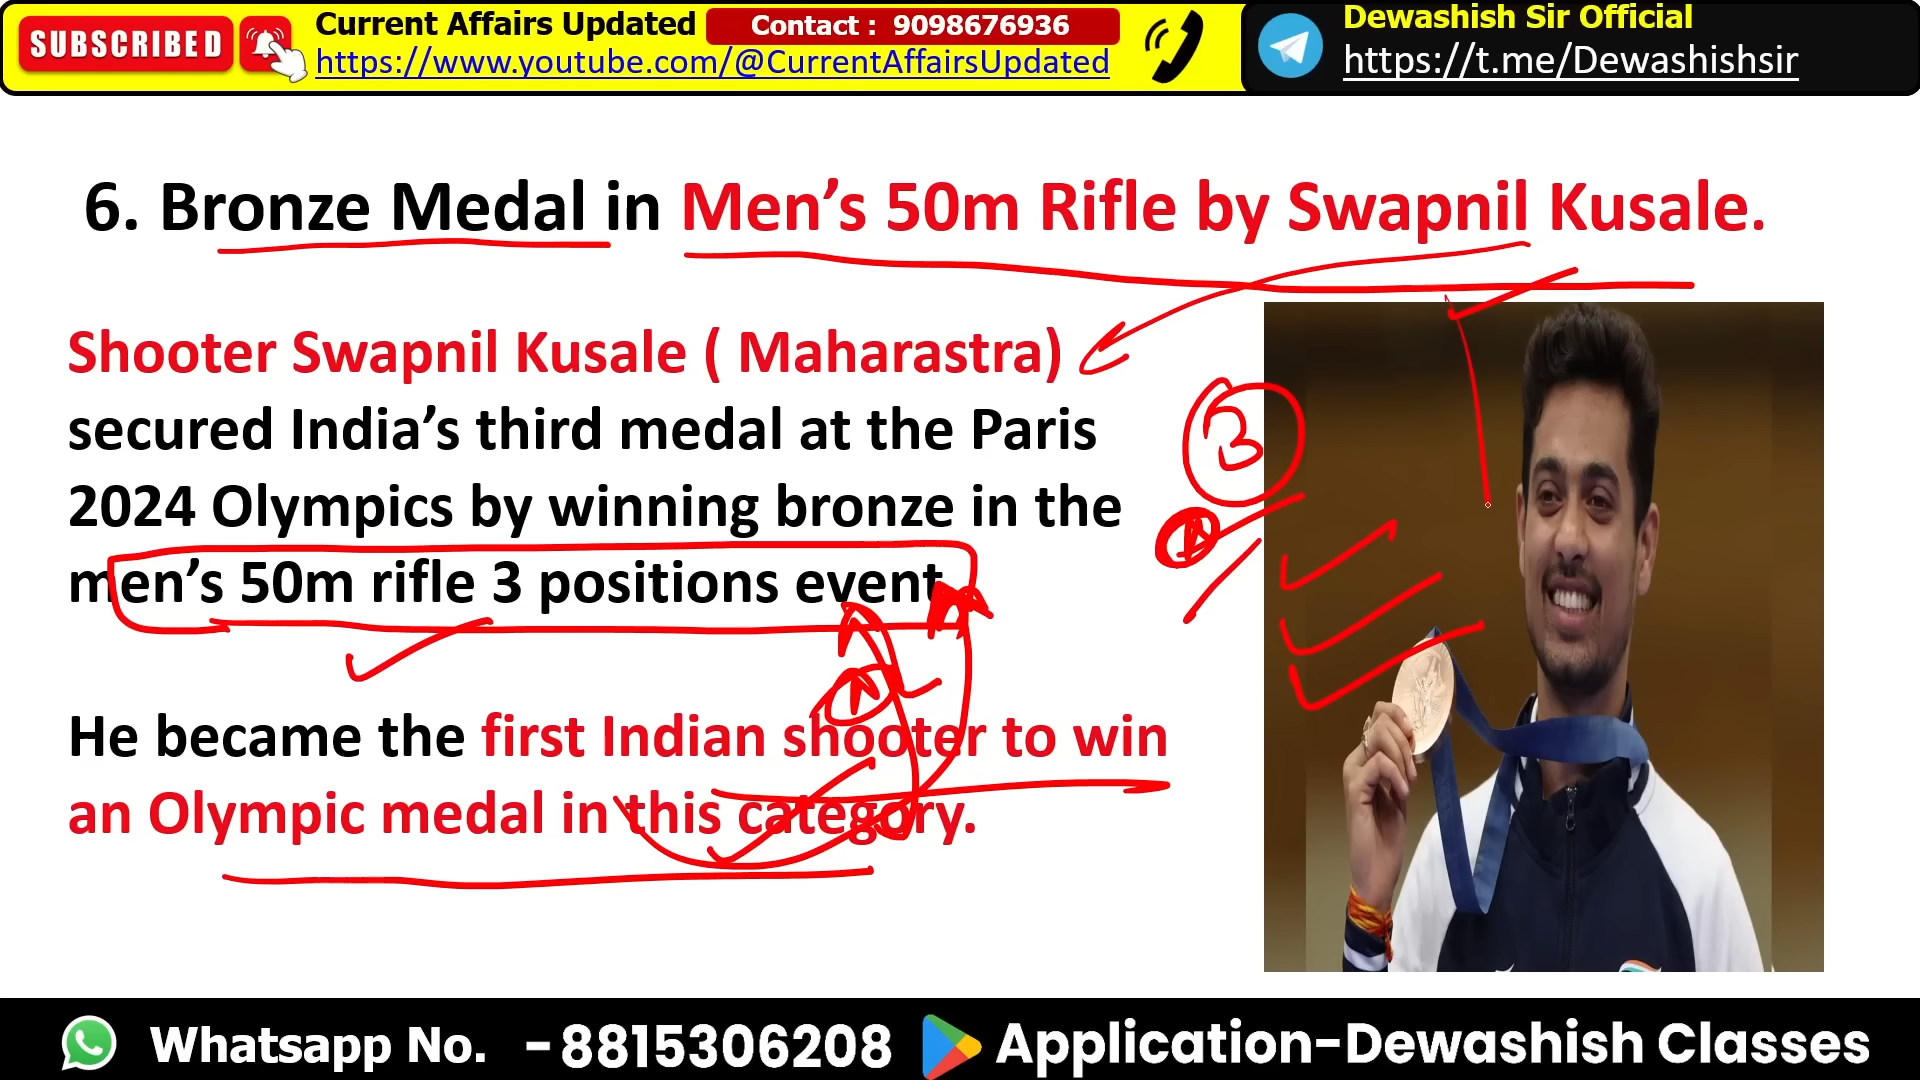 SUBSCRIBED
Current Affairs Updated
Contact : 9098676936
https://www.youtube.com/@CurrentAffairsUpdated
Dewashish Sir Official
https://t.me/Dewashishsir
6. Bronze Medal in Men’s 50m Rifle by Swapnil Kusale.
Shooter Swapnil Kusale ( Maharastra)
secured India’s third medal at the Paris
2024 Olympics by winning bronze in the
men’s 50m rifle 3 positions event
He became the first Indian shooter to win
an Olympic medal in this category.
3
Whatsapp No. -8815306208
Application-Dewashish Classes